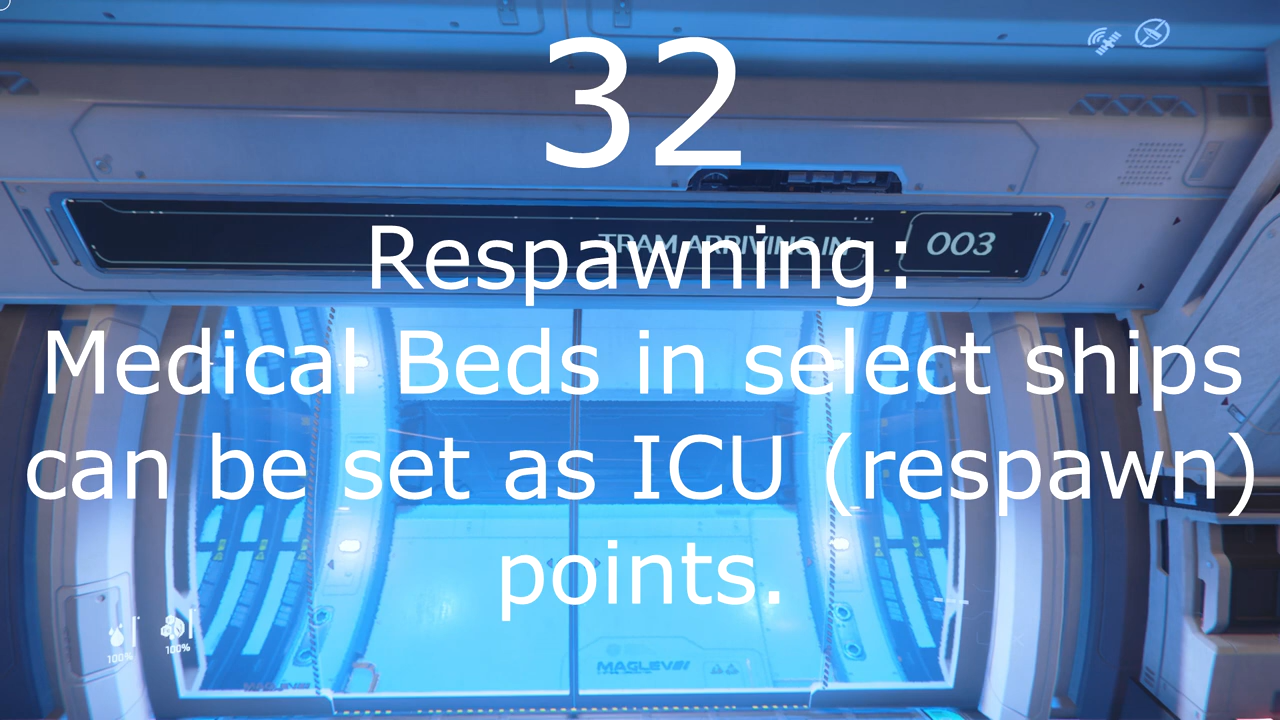 32
TRAM ARRIVING IN
003
Respawning:
Medical Beds in select ships
can be set as ICU (respawn)
points.
100%
100%
MAGLEV